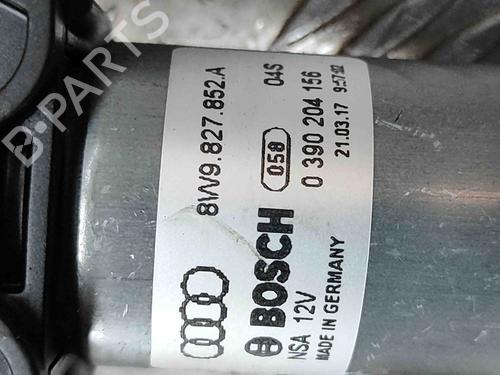 8W9.827.852.A
BOSCH
058
04S
0 390 204 156
NSA 12V
21.03.17
MADE IN GERMANY
B-PARTS